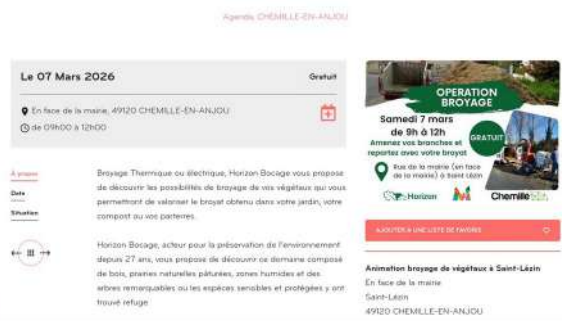 Agenda, CHEMILLE-EN-ANJOU
Le 07 Mars 2026
Gratuit
En face de la mairie, 49120 CHEMILLE-EN-ANJOU
de 09h00 à 12h00
À propos
Date
Situation
Broyage Thermique ou électrique, Horizon Bocage vous propose
de découvrir les possibilités de broyage de vos végétaux qui vous
permettront de valoriser le broyat obtenu dans votre jardin, votre
compost ou vos parterres.
Horizon Bocage, acteur pour la préservation de l'environnement
depuis 27 ans, vous propose de découvrir ce domaine composé
de bois, prairies naturelles pâturées, zones humides et des
arbres remarquables ou les espèces sensibles et protégées y ont
trouvé refuge
OPERATION
BROYAGE
Samedi 7 mars
de 9h à 12h
Amenez vos branches et
repartez avec votre broyat
GRATUIT
Rue de la mairie (en face
de la mairie) à Saint Lézin
Horizon
Chemillé
AJOUTER À UNE LISTE DE FAVORIS
Animation broyage de végétaux à Saint-Lézin
En face de la mairie
Saint-Lézin
49120 CHEMILLE-EN-ANJOU